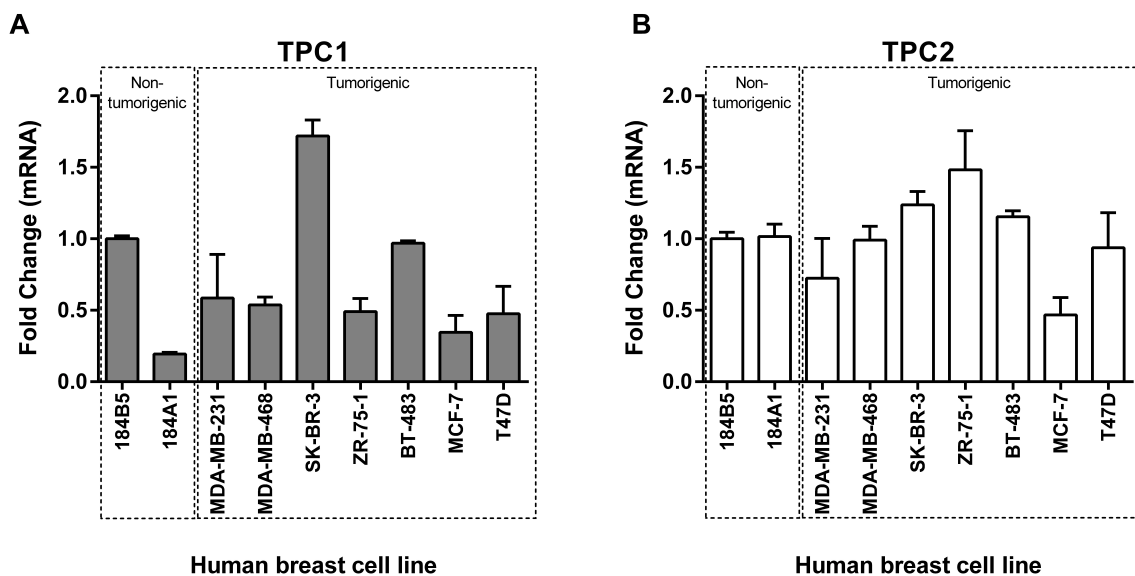 A
TPC1
Non-
tumorigenic
Tumorigenic
Fold Change (mRNA)
2.0
1.5
1.0
0.5
0.0
184B5
184A1
MDA-MB-231
MDA-MB-468
SK-BR-3
ZR-75-1
BT-483
MCF-7
T47D
Human breast cell line
B
TPC2
Non-
tumorigenic
Tumorigenic
Fold Change (mRNA)
2.0
1.5
1.0
0.5
0.0
184B5
184A1
MDA-MB-231
MDA-MB-468
SK-BR-3
ZR-75-1
BT-483
MCF-7
T47D
Human breast cell line